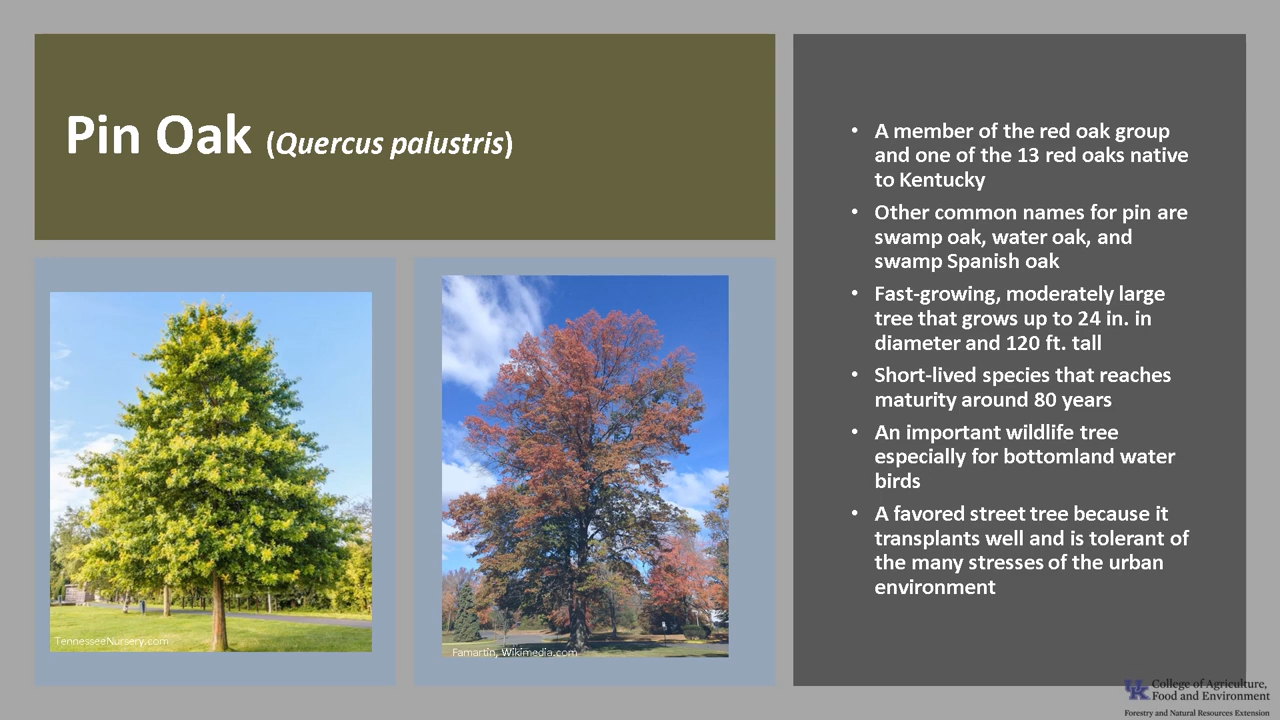 Pin Oak (Quercus palustris)
TennesseeNursery.com
Famartin, Wikimedia.com
• A member of the red oak group
and one of the 13 red oaks native
to Kentucky
• Other common names for pin are
swamp oak, water oak, and
swamp Spanish oak
• Fast-growing, moderately large
tree that grows up to 24 in. in
diameter and 120 ft. tall
• Short-lived species that reaches
maturity around 80 years
• An important wildlife tree
especially for bottomland water
birds
• A favored street tree because it
transplants well and is tolerant of
the many stresses of the urban
environment
UK College of Agriculture,
Food and Environment
Forestry and Natural Resources Extension